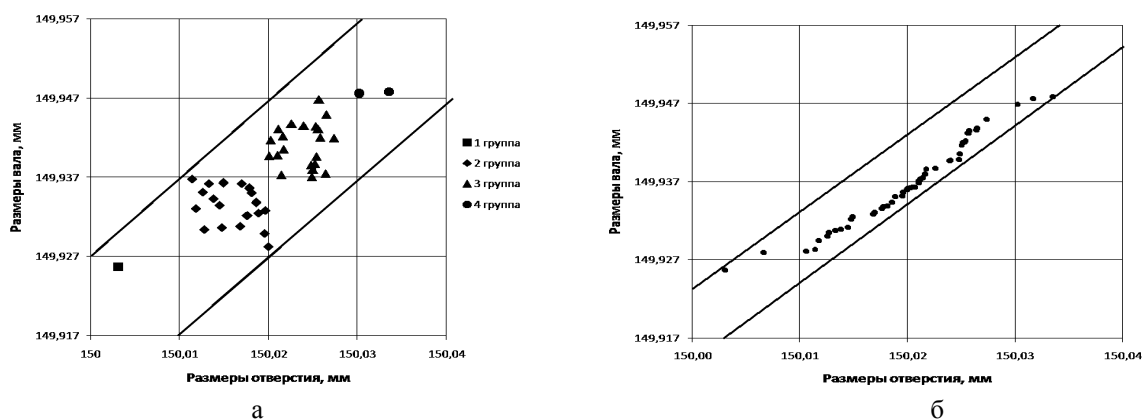 149,957
149,947
149,937
149,927
149,917
Размеры вала, мм
150
150,01
150,02
150,03
150,04
Размеры отверстия, мм
1 группа
2 группа
3 группа
4 группа
а
149,957
149,947
149,937
149,927
149,917
Размеры вала, мм
150,00
150,01
150,02
150,03
150,04
Размеры отверстия, мм
б